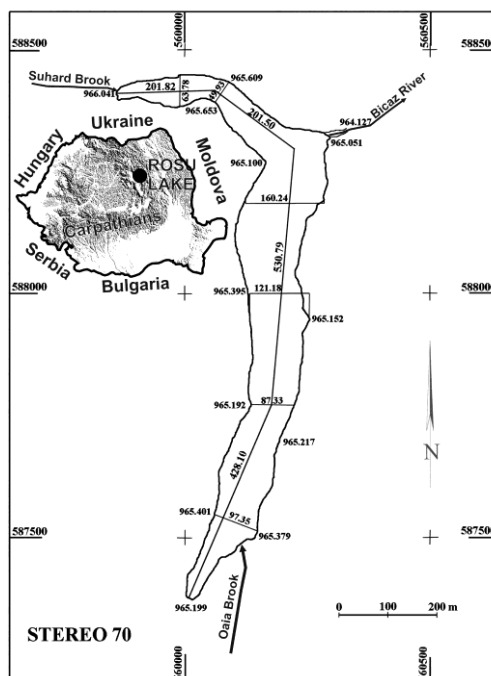 560000
560500
588500
588500
Suhard Brook
966.041
201.82
63.78
49.93
965.609
965.653
201.50
964.127
Bicaz River
965.051
Ukraine
Hungary
Moldova
ROSU
LAKE
Carpathians
Serbia
Bulgaria
965.100
160.24
530.79
588000
965.395
121.18
588000
965.152
965.192
87.33
965.217
428.10
N
965.401
97.35
965.379
587500
587500
965.199
Oaia Brook
0 100 200 m
STEREO 70
560000
560500